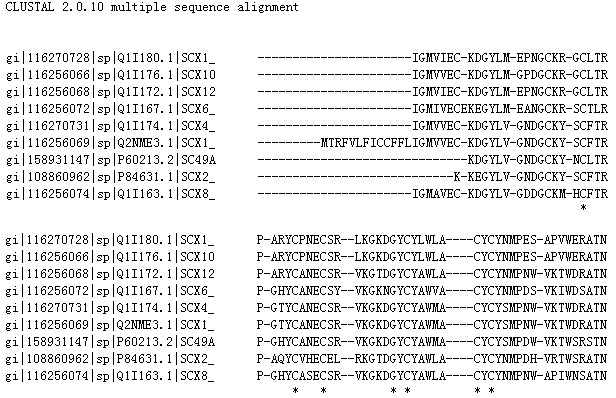 CLUSTAL 2.0.10 multiple sequence alignment
gi|116270728|sp|Q1I180.1|SCX1_ ----------------------IGMVIEC-KDGYLM-EPNGCKR-GCLTR
gi|116256066|sp|Q1I176.1|SCX10 ----------------------IGMVVEC-KDGYLM-GPDGCKR-GCFTR
gi|116256068|sp|Q1I172.1|SCX12 ----------------------IGMVVEC-KDGYLM-GNDGCKR-GCFTR
gi|116256072|sp|Q1I167.1|SCX6_ ----------------------IGMIVECEKEGYLM-EANGCKR-SCTLR
gi|116270731|sp|Q1I174.1|SCX4_ ----------------------IGMVVEC-KDGYLV-GNDGCKY-SCFTR
gi|116256069|sp|Q2NME3.1|SCX1_ ---------MTRFVLFICCFFLIGMVVEC-KDGYLV-GNDGCKY-SCFTR
gi|158931147|sp|P60213.2|SC49A ------------------------------KDGYLV-GNDGCKY-NCLTR
gi|108860962|sp|P84631.1|SCX2_ ----------------------------K-KEGYLV-GNDGCKY-GCFTR
gi|116256074|sp|Q1I163.1|SCX8_ ----------------------IGMAVEC-KDGYLV-GDDGCKM-HCFTR
*
gi|116270728|sp|Q1I180.1|SCX1_ P-ARYCPNECSR--LKGKDGYCYLWLA----CYCYNMPES-APVWERATN
gi|116256066|sp|Q1I176.1|SCX10 P-ARYCPNECSR--LKGKDGYCYLWLA----CYCYNMPES-APVWERATN
gi|116256068|sp|Q1I172.1|SCX12 P-ARYCANECSR--VKGTDGYCYAWLA----CYCYNMPNW-VKTWDRATN
gi|116256072|sp|Q1I167.1|SCX6_ P-GHYCANECSY--VKGKNGYCYAWVA----CYCYNMPDS-VKIWDSATN
gi|116270731|sp|Q1I174.1|SCX4_ P-GTYCANECSR--VKGKDGYCYAWMA----CYCYSMPNW-VKTWDRATN
gi|116256069|sp|Q2NME3.1|SCX1_ P-GTYCANECSR--VKGKDGYCYAWMA----CYCYNMPNW-VKTWDRATN
gi|158931147|sp|P60213.2|SC49A P-GHYCANECSR--VKGKDGYCYAWMA----CYCYSMPDW-VKTWSRSTN
gi|108860962|sp|P84631.1|SCX2_ P-AQYCVHECEL--RKGTDGYCYAWLA----CYCYNMPDH-VRTWSRATN
gi|116256074|sp|Q1I163.1|SCX8_ P-GHYCASECSR--VKGKDGYCYAWLA----CYCYNMPNW-APIWNSATN
* * * * * *